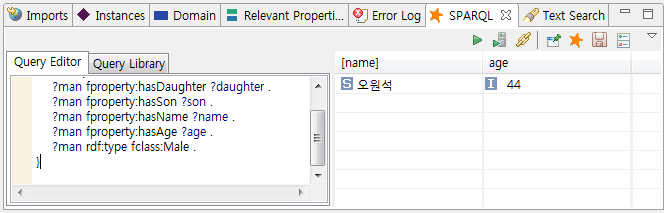 Imports Instances Domain Relevant Properti... Error Log SPARQL Text Search
Query Editor Query Library
?man fproperty:hasDaughter ?daughter .
?man fproperty:hasSon ?son .
?man fproperty:hasName ?name .
?man fproperty:hasAge ?age .
?man rdf:type fclass:Male .
}
[name] age
S 오원석 I 44